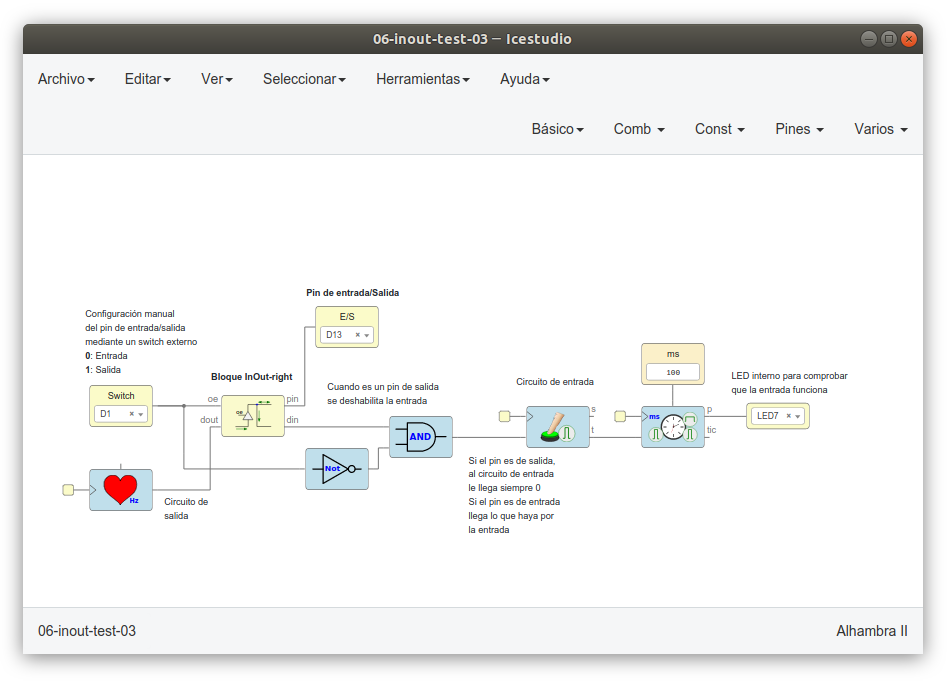 06-inout-test-03 — Icestudio
Archivo
Editar
Ver
Seleccionar
Herramientas
Ayuda
Básico
Comb
Const
Pines
Varios
Pin de entrada/Salida
E/S
D13
Configuración manual
del pin de entrada/salida
mediante un switch externo
0: Entrada
1: Salida
Switch
D1
Bloque InOut-right
oe
dout
oe
pin
din
Cuando es un pin de salida
se deshabilita la entrada
AND
Not
Hz
Circuito de
salida
Circuito de entrada
s
t
Si el pin es de salida,
al circuito de entrada
le llega siempre 0
Si el pin es de entrada
llega lo que haya por
la entrada
ms
100
ms
p
tic
LED interno para comprobar
que la entrada funciona
LED7
06-inout-test-03
Alhambra II